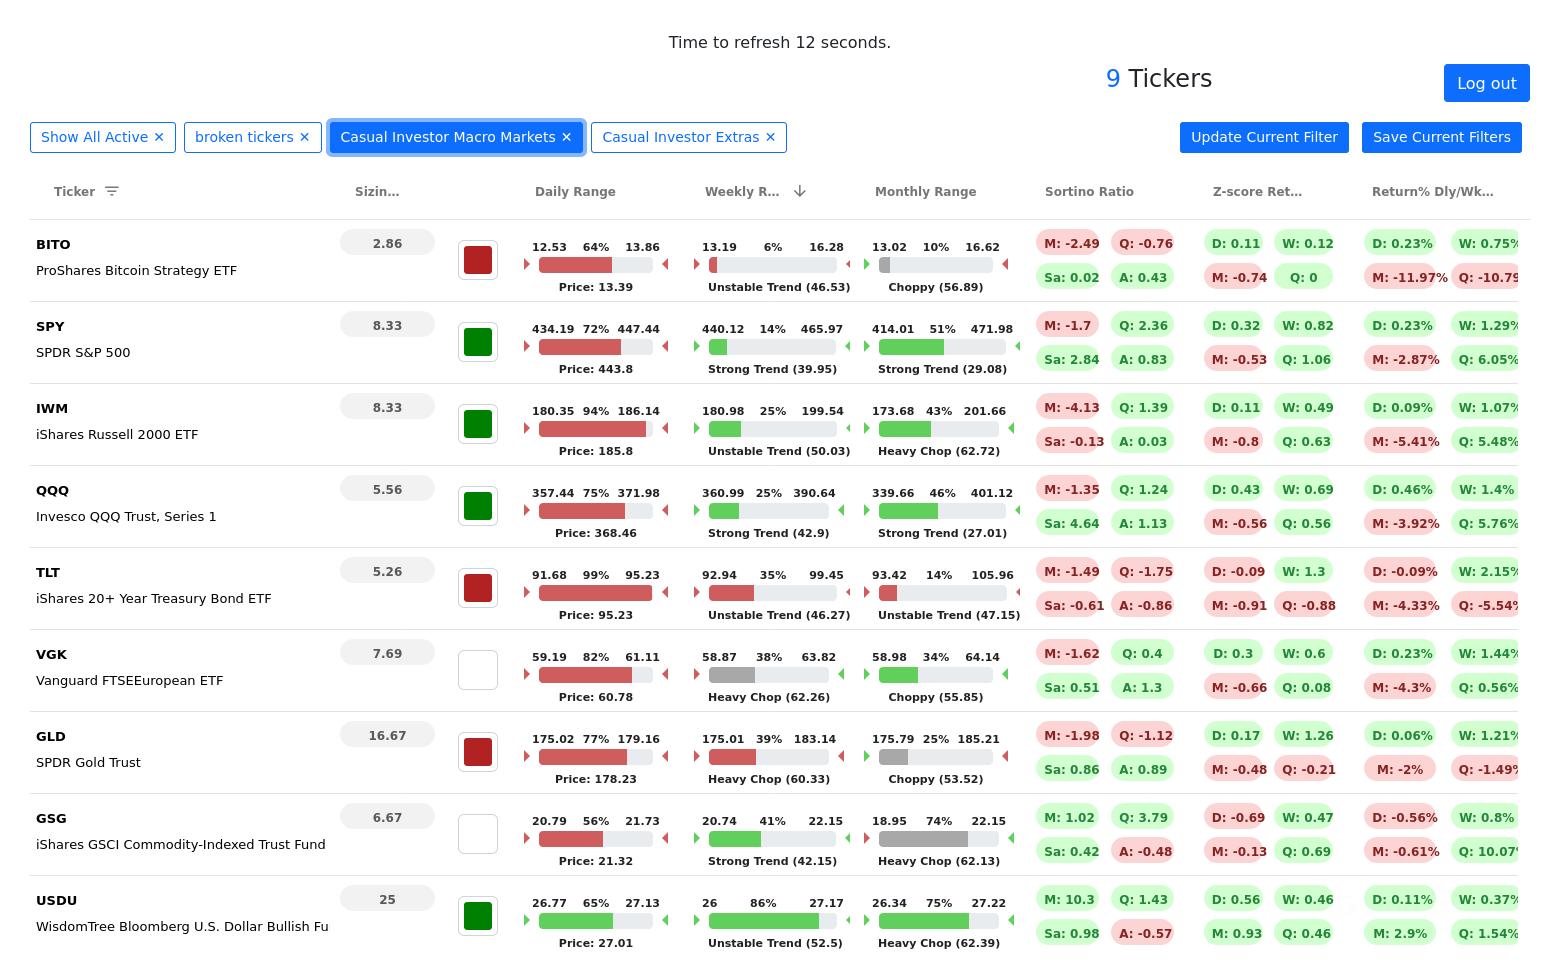 Time to refresh 12 seconds.
9 Tickers
Log out
Show All Active ✕ broken tickers ✕ Casual Investor Macro Markets ✕ Casual Investor Extras ✕ Update Current Filter Save Current Filters
Ticker Sizin... Daily Range Weekly R... Monthly Range Sortino Ratio Z-score Ret... Return% Dly/Wk...
BITO 2.86 12.53 64% 13.86 13.19 6% 16.28 13.02 10% 16.62 M: -2.49 Q: -0.76 D: 0.11 W: 0.12 D: 0.23% W: 0.75%
ProShares Bitcoin Strategy ETF Price: 13.39 Unstable Trend (46.53) Choppy (56.89) Sa: 0.02 A: 0.43 M: -0.74 Q: 0 M: -11.97% Q: -10.79
SPY 8.33 434.19 72% 447.44 440.12 14% 465.97 414.01 51% 471.98 M: -1.7 Q: 2.36 D: 0.32 W: 0.82 D: 0.23% W: 1.29%
SPDR S&P 500 Price: 443.8 Strong Trend (39.95) Strong Trend (29.08) Sa: 2.84 A: 0.83 M: -0.53 Q: 1.06 M: -2.87% Q: 6.05%
IWM 8.33 180.35 94% 186.14 180.98 25% 199.54 173.68 43% 201.66 M: -4.13 Q: 1.39 D: 0.11 W: 0.49 D: 0.09% W: 1.07%
iShares Russell 2000 ETF Price: 185.8 Unstable Trend (50.03) Heavy Chop (62.72) Sa: -0.13 A: 0.03 M: -0.8 Q: 0.63 M: -5.41% Q: 5.48%
QQQ 5.56 357.44 75% 371.98 360.99 25% 390.64 339.66 46% 401.12 M: -1.35 Q: 1.24 D: 0.43 W: 0.69 D: 0.46% W: 1.4%
Invesco QQQ Trust, Series 1 Price: 368.46 Strong Trend (42.9) Strong Trend (27.01) Sa: 4.64 A: 1.13 M: -0.56 Q: 0.56 M: -3.92% Q: 5.76%
TLT 5.26 91.68 99% 95.23 92.94 35% 99.45 93.42 14% 105.96 M: -1.49 Q: -1.75 D: -0.09 W: 1.3 D: -0.09% W: 2.15%
iShares 20+ Year Treasury Bond ETF Price: 95.23 Unstable Trend (46.27) Unstable Trend (47.15) Sa: -0.61 A: -0.86 M: -0.91 Q: -0.88 M: -4.33% Q: -5.54%
VGK 7.69 59.19 82% 61.11 58.87 38% 63.82 58.98 34% 64.14 M: -1.62 Q: 0.4 D: 0.3 W: 0.6 D: 0.23% W: 1.44%
Vanguard FTSEEuropean ETF Price: 60.78 Heavy Chop (62.26) Choppy (55.85) Sa: 0.51 A: 1.3 M: -0.66 Q: 0.08 M: -4.3% Q: 0.56%
GLD 16.67 175.02 77% 179.16 175.01 39% 183.14 175.79 25% 185.21 M: -1.98 Q: -1.12 D: 0.17 W: 1.26 D: 0.06% W: 1.21%
SPDR Gold Trust Price: 178.23 Heavy Chop (60.33) Choppy (53.52) Sa: 0.86 A: 0.89 M: -0.48 Q: -0.21 M: -2% Q: -1.49%
GSG 6.67 20.79 56% 21.73 20.74 41% 22.15 18.95 74% 22.15 M: 1.02 Q: 3.79 D: -0.69 W: 0.47 D: -0.56% W: 0.8%
iShares GSCI Commodity-Indexed Trust Fund Price: 21.32 Strong Trend (42.15) Heavy Chop (62.13) Sa: 0.42 A: -0.48 M: -0.13 Q: 0.69 M: -0.61% Q: 10.07%
USDU 25 26.77 65% 27.13 26 86% 27.17 26.34 75% 27.22 M: 10.3 Q: 1.43 D: 0.56 W: 0.46 D: 0.11% W: 0.37%
WisdomTree Bloomberg U.S. Dollar Bullish Fu Price: 27.01 Unstable Trend (52.5) Heavy Chop (62.39) Sa: 0.98 A: -0.57 M: 0.93 Q: 0.46 M: 2.9% Q: 1.54%